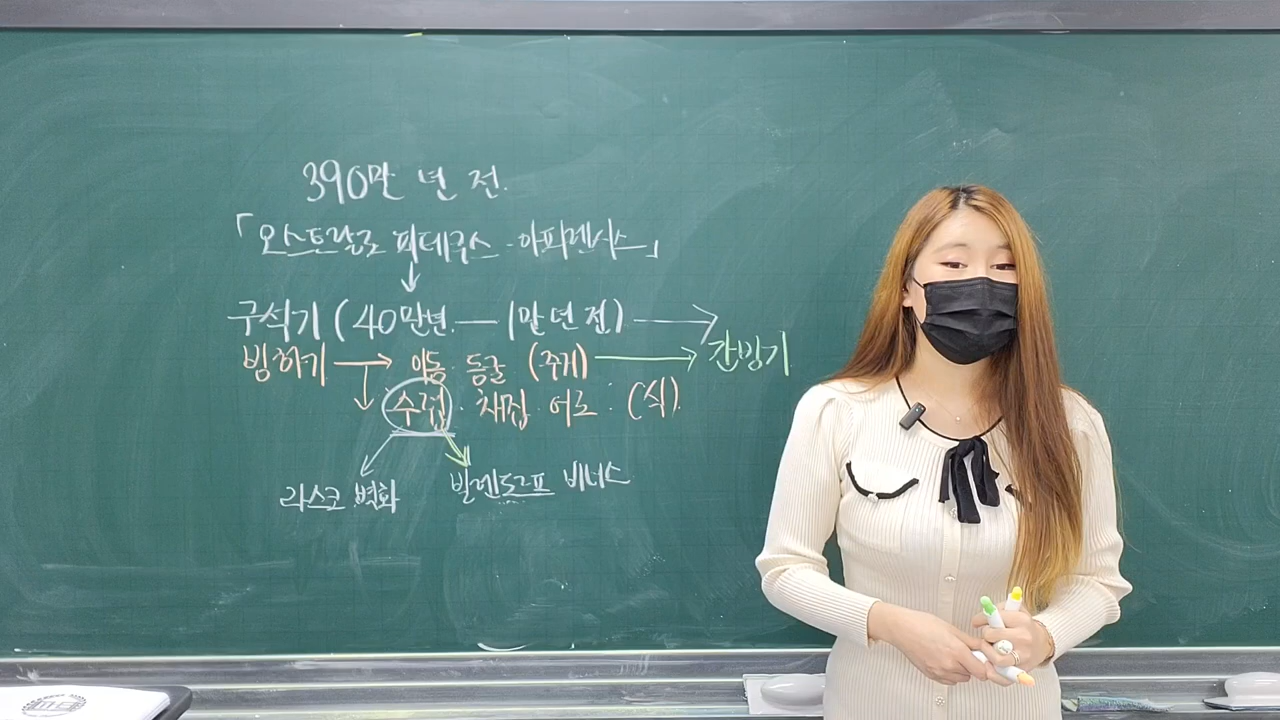 390만 년 전.
「오스트랄로 피테쿠스 - 아파렌시스」
구석기 (40만년 — 1만 년 전)
빙하기 이동 동굴 (주거) 간빙기
수렵 · 채집 · 어로 : (식).
라스코 벽화 빌렌도르프 비너스